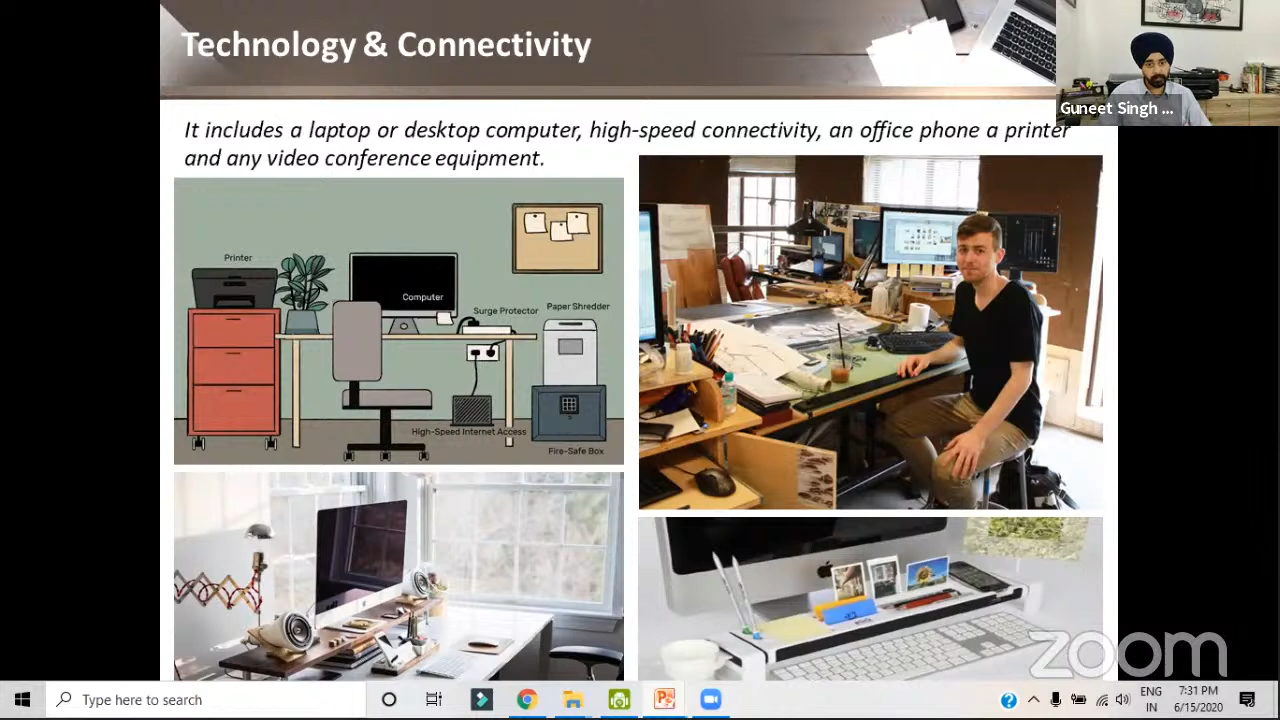 Technology & Connectivity
Guneet Singh ...
It includes a laptop or desktop computer, high-speed connectivity, an office phone a printer
and any video conference equipment.
Printer
Computer
Surge Protector
Paper Shredder
High-Speed Internet Access
Fire-Safe Box
zoom
Type here to search
ENG
IN
7:31 PM
6/15/2020